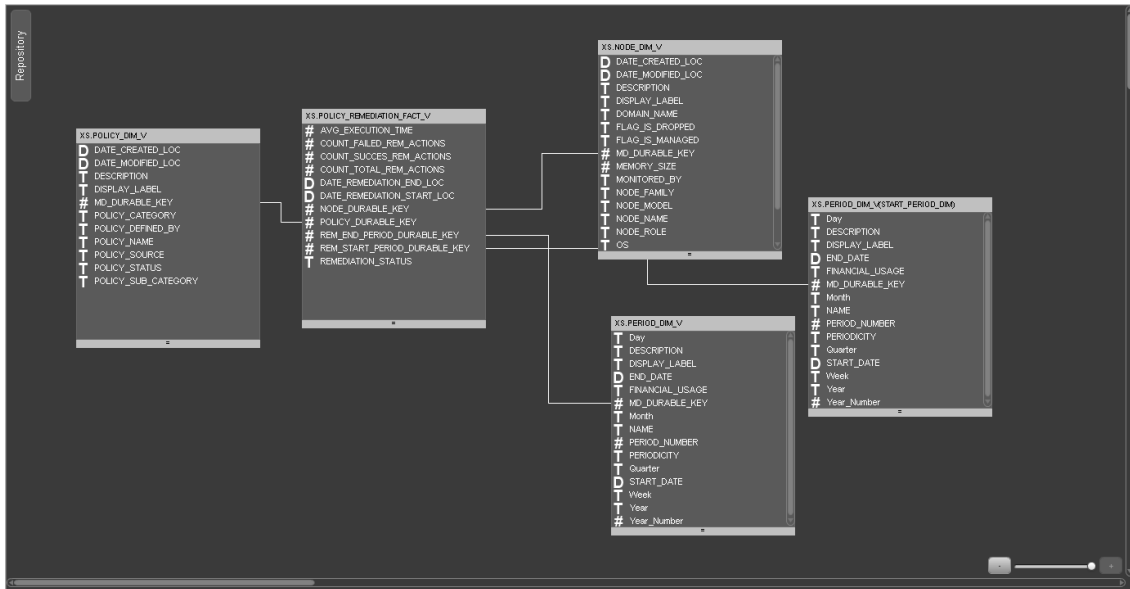 Repository
XS.POLICY_DIM_V
D DATE_CREATED_LOC
D DATE_MODIFIED_LOC
T DESCRIPTION
T DISPLAY_LABEL
# MD_DURABLE_KEY
T POLICY_CATEGORY
T POLICY_DEFINED_BY
T POLICY_NAME
T POLICY_SOURCE
T POLICY_STATUS
T POLICY_SUB_CATEGORY
XS.POLICY_REMEDIATION_FACT_V
# AVG_EXECUTION_TIME
# COUNT_FAILED_REM_ACTIONS
# COUNT_SUCCES_REM_ACTIONS
# COUNT_TOTAL_REM_ACTIONS
D DATE_REMEDIATION_END_LOC
D DATE_REMEDIATION_START_LOC
# NODE_DURABLE_KEY
# POLICY_DURABLE_KEY
# REM_END_PERIOD_DURABLE_KEY
# REM_START_PERIOD_DURABLE_KEY
T REMEDIATION_STATUS
XS.NODE_DIM_V
D DATE_CREATED_LOC
D DATE_MODIFIED_LOC
T DESCRIPTION
T DISPLAY_LABEL
T DOMAIN_NAME
T FLAG_IS_DROPPED
T FLAG_IS_MANAGED
# MD_DURABLE_KEY
# MEMORY_SIZE
T MONITORED_BY
T NODE_FAMILY
T NODE_MODEL
T NODE_NAME
T NODE_ROLE
T OS
XS.PERIOD_DIM_V
T Day
T DESCRIPTION
T DISPLAY_LABEL
D END_DATE
T FINANCIAL_USAGE
# MD_DURABLE_KEY
T Month
T NAME
# PERIOD_NUMBER
T PERIODICITY
T Quarter
D START_DATE
T Week
T Year
# Year_Number
XS.PERIOD_DIM_V(START_PERIOD_DIM)
T Day
T DESCRIPTION
T DISPLAY_LABEL
D END_DATE
T FINANCIAL_USAGE
# MD_DURABLE_KEY
T Month
T NAME
# PERIOD_NUMBER
T PERIODICITY
T Quarter
D START_DATE
T Week
T Year
# Year_Number
- +